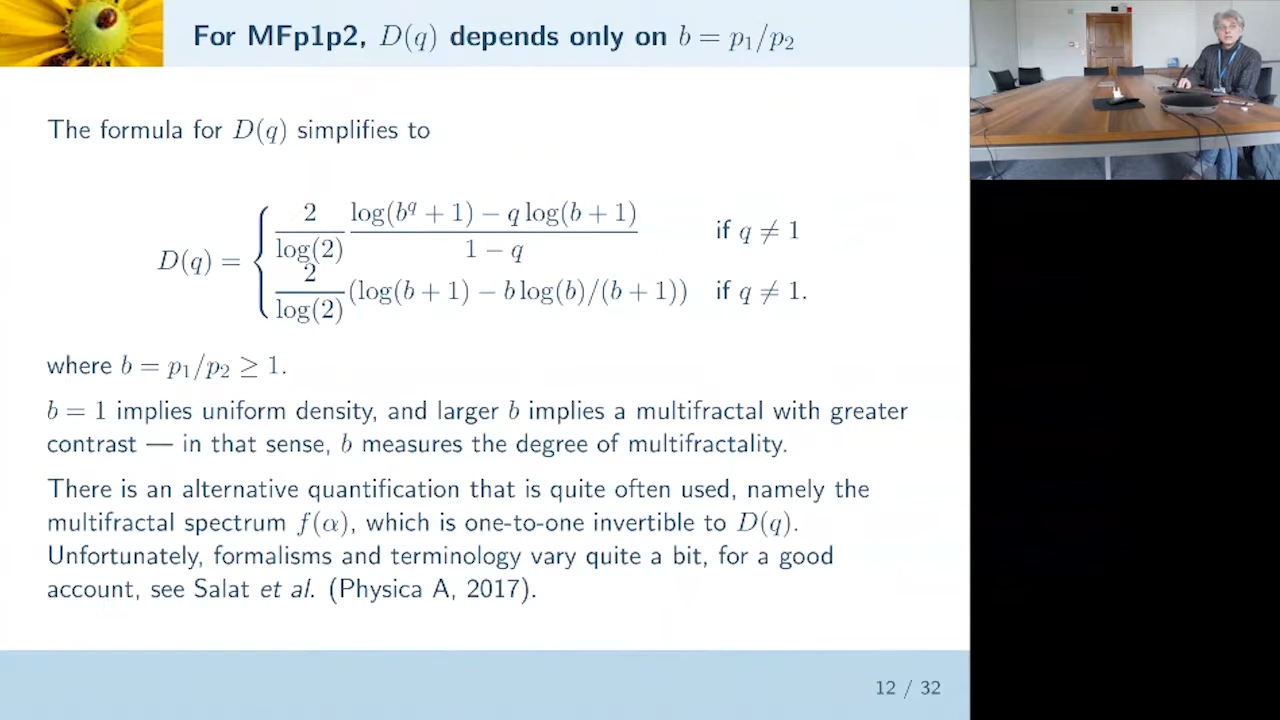 For MFp1p2, D(q) depends only on b = p₁/p₂
The formula for D(q) simplifies to
D(q) = { 2/log(2) (log(b^q + 1) − q log(b + 1))/(1 − q) if q ≠ 1
2/log(2) (log(b + 1) − b log(b)/(b + 1)) if q ≠ 1.
where b = p₁/p₂ ≥ 1.
b = 1 implies uniform density, and larger b implies a multifractal with greater
contrast — in that sense, b measures the degree of multifractality.
There is an alternative quantification that is quite often used, namely the
multifractal spectrum f(α), which is one-to-one invertible to D(q).
Unfortunately, formalisms and terminology vary quite a bit, for a good
account, see Salat et al. (Physica A, 2017).
12 / 32